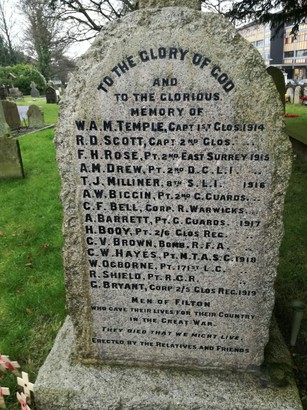 TO THE GLORY OF GOD
AND
TO THE GLORIOUS
MEMORY OF
W.A.M. TEMPLE, CAPT 1ST GLOS. 1914
R.D. SCOTT, CAPT 2ND GLOS. "
F.H. ROSE, PT. 2ND EAST SURREY. 1915
A.M. DREW, PT. 2ND D.C.L.I. "
T.J. MILLINER, 8TH S.L.I. 1916
A.W. BIGGIN, PT. 2ND C. GUARDS. "
C.F. BELL, CORP. R. WARWICKS. "
A. BARRETT, PT. C. GUARDS. 1917
H. BODY, PT. 2/6 GLOS REG. "
C.V. BROWN, BOMB. R.F.A. "
C.W. HAYES, PT. M.T.A.S.C. 1918
W. OGBORNE, PT. 171ST L.C. "
R. SHIELD, PT. R.C.R. "
G. BRYANT, CORP 2/5 GLOS REG. 1919
MEN OF FILTON
WHO GAVE THEIR LIVES FOR THEIR COUNTRY
IN THE GREAT WAR.
THEY DIED THAT WE MIGHT LIVE
ERECTED BY THE RELATIVES AND FRIENDS